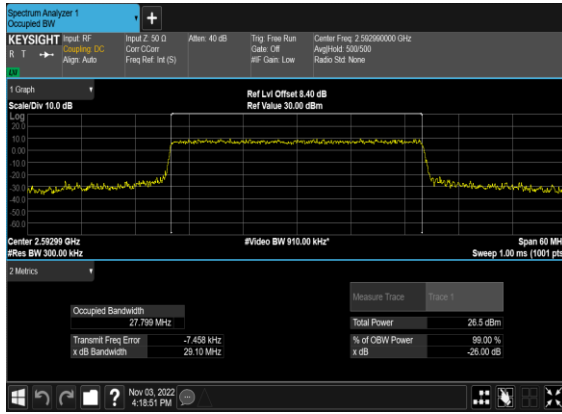 Spectrum Analyzer 1
Occupied BW
+
KEYSIGHT
R T
LXI
Input: RF
Coupling: DC
Align: Auto
Input Z: 50 Ω
Corr CCorr
Freq Ref: Int (S)
Atten: 40 dB
Trig: Free Run
Gate: Off
#IF Gain: Low
Center Freq: 2.592990000 GHz
Avg|Hold: 500/500
Radio Std: None
1 Graph
Scale/Div 10.0 dB
Ref Lvl Offset 8.40 dB
Ref Value 30.00 dBm
Log
20.0
10.0
0.00
-10.0
-20.0
-30.0
-40.0
-50.0
-60.0
Center 2.59299 GHz
#Res BW 300.00 kHz
#Video BW 910.00 kHz*
Span 60 MH
Sweep 1.00 ms (1001 pts
2 Metrics
Measure Trace Trace 1
Occupied Bandwidth
27.799 MHz
Total Power 26.5 dBm
Transmit Freq Error -7.458 kHz
% of OBW Power 99.00 %
x dB Bandwidth 29.10 MHz
x dB -26.00 dB
?
Nov 03, 2022
4:18:51 PM